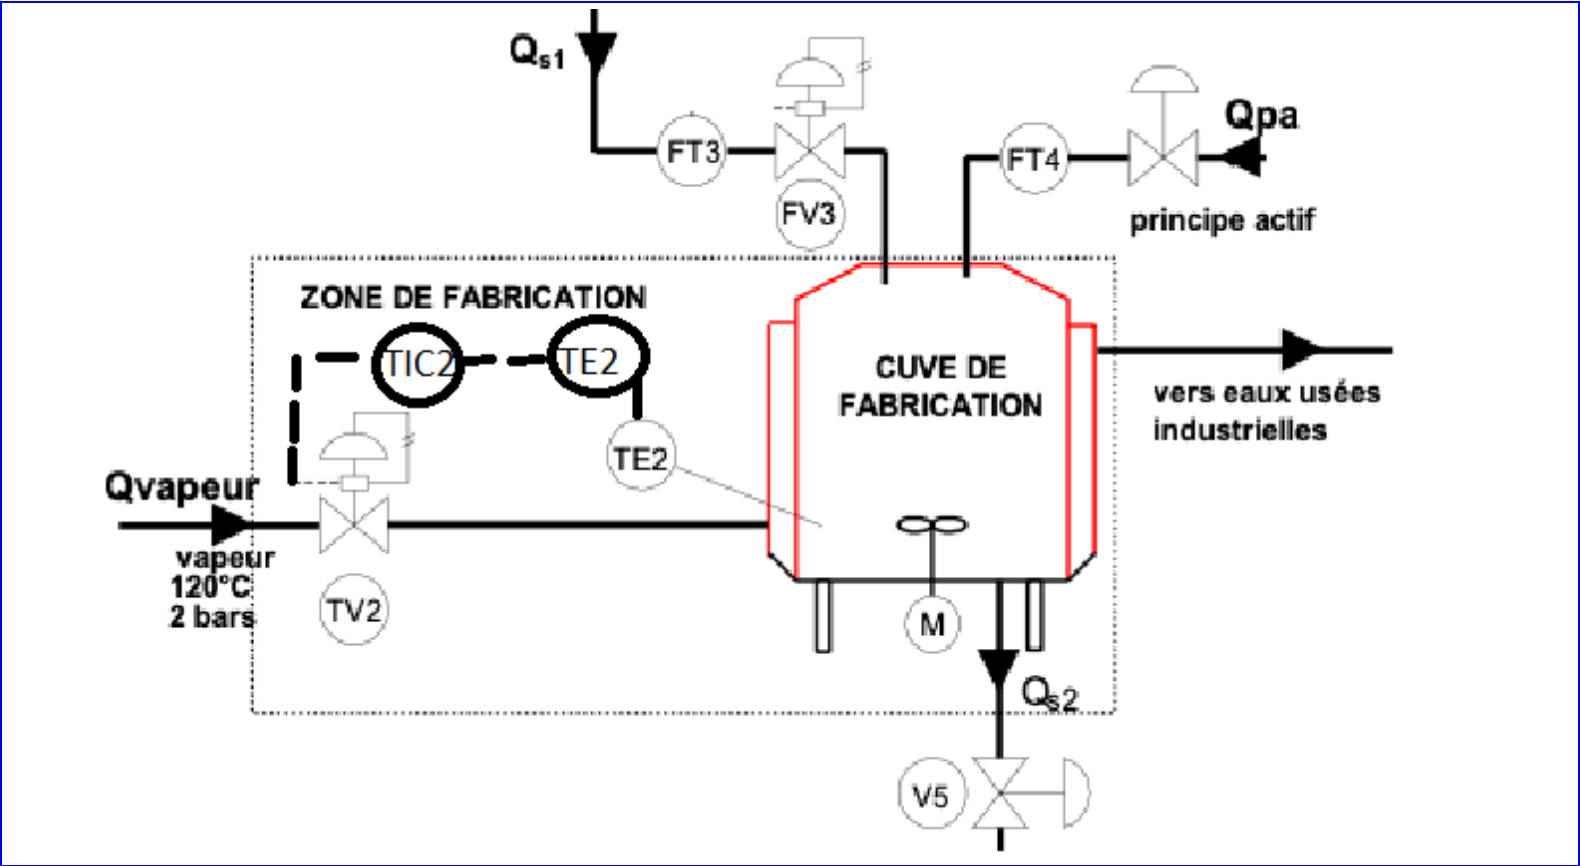 Qs1
FT3
FV3
FT4
Qpa
principe actif
ZONE DE FABRICATION
TIC2
TE2
TE2
CUVE DE
FABRICATION
vers eaux usées
industrielles
Qvapeur
vapeur
120°C
2 bars
TV2
M
Qs2
V5